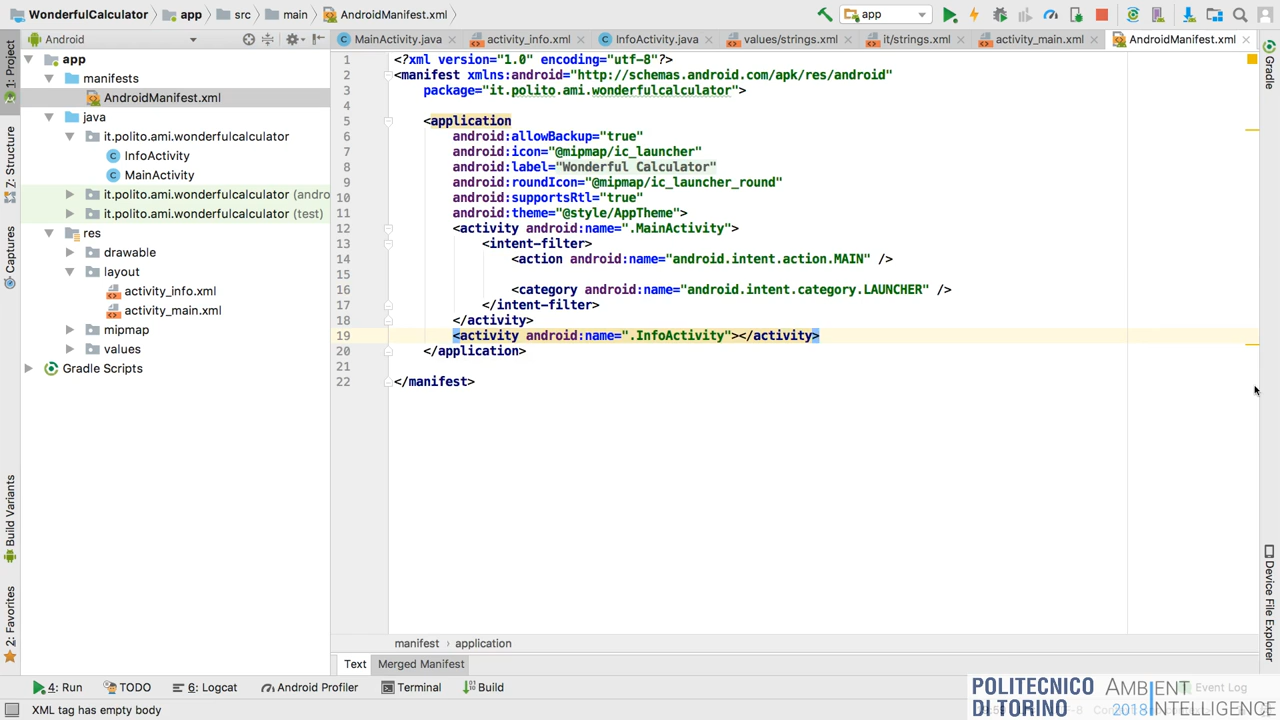 WonderfulCalculator app src main AndroidManifest.xml app
Android MainActivity.java activity_info.xml InfoActivity.java values/strings.xml it/strings.xml activity_main.xml AndroidManifest.xml
1: Project
Z: Structure
Captures
Build Variants
2: Favorites
app
manifests
AndroidManifest.xml
java
it.polito.ami.wonderfulcalculator
InfoActivity
MainActivity
it.polito.ami.wonderfulcalculator (andro
it.polito.ami.wonderfulcalculator (test)
res
drawable
layout
activity_info.xml
activity_main.xml
mipmap
values
Gradle Scripts
1 <?xml version="1.0" encoding="utf-8"?>
2 <manifest xmlns:android="http://schemas.android.com/apk/res/android"
3 package="it.polito.ami.wonderfulcalculator">
4
5 <application
6 android:allowBackup="true"
7 android:icon="@mipmap/ic_launcher"
8 android:label="Wonderful Calculator"
9 android:roundIcon="@mipmap/ic_launcher_round"
10 android:supportsRtl="true"
11 android:theme="@style/AppTheme">
12 <activity android:name=".MainActivity">
13 <intent-filter>
14 <action android:name="android.intent.action.MAIN" />
15
16 <category android:name="android.intent.category.LAUNCHER" />
17 </intent-filter>
18 </activity>
19 <activity android:name=".InfoActivity"></activity>
20 </application>
21
22 </manifest>
Gradle
Device File Explorer
manifest application
Text Merged Manifest
4: Run TODO 6: Logcat Android Profiler Terminal Build Event Log
XML tag has empty body
POLITECNICO
DI TORINO
AMBIENT
2018 INTELLIGENCE